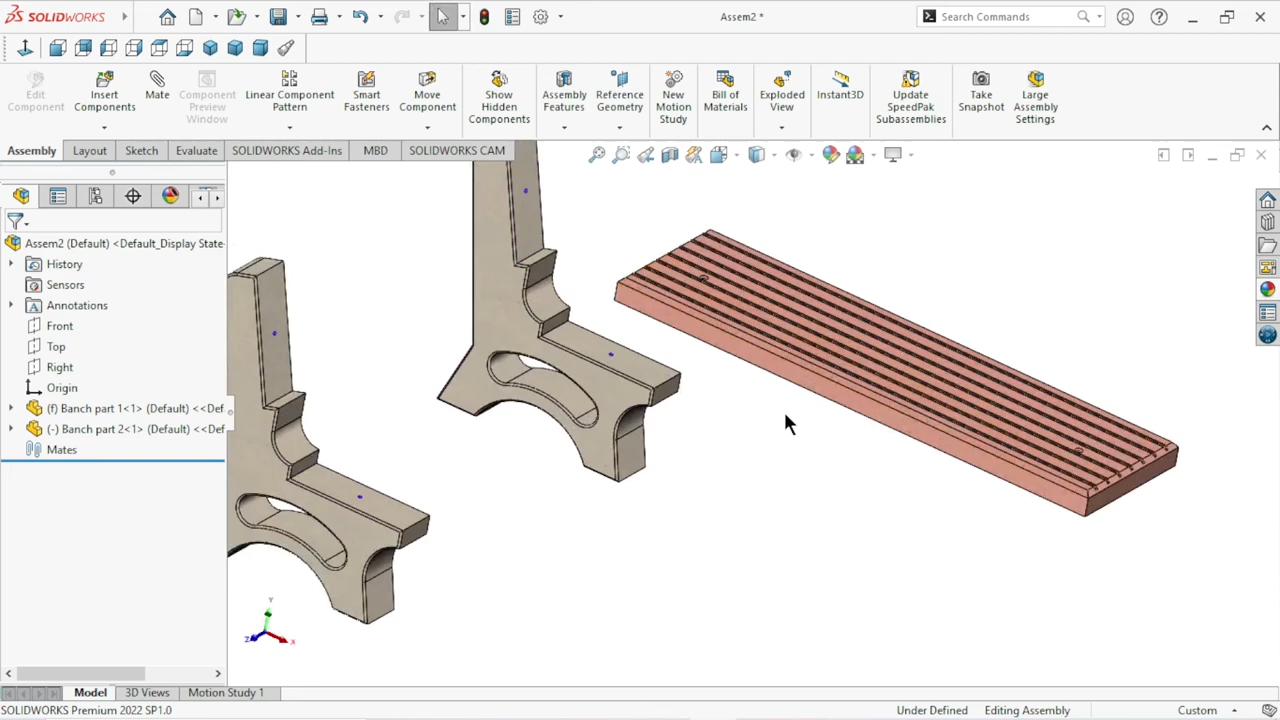 SOLIDWORKS
Assem2 *
Search Commands
Edit Component
Insert Components
Mate
Component Preview Window
Linear Component Pattern
Smart Fasteners
Move Component
Show Hidden Components
Assembly Features
Reference Geometry
New Motion Study
Bill of Materials
Exploded View
Instant3D
Update SpeedPak Subassemblies
Take Snapshot
Large Assembly Settings
Assembly
Layout
Sketch
Evaluate
SOLIDWORKS Add-Ins
MBD
SOLIDWORKS CAM
Assem2 (Default) <Default_Display State-
History
Sensors
Annotations
Front
Top
Right
Origin
(f) Banch part 1<1> (Default) <<Def
(-) Banch part 2<1> (Default) <<Def
Mates
Y
Z
X
Model
3D Views
Motion Study 1
SOLIDWORKS Premium 2022 SP1.0
Under Defined
Editing Assembly
Custom